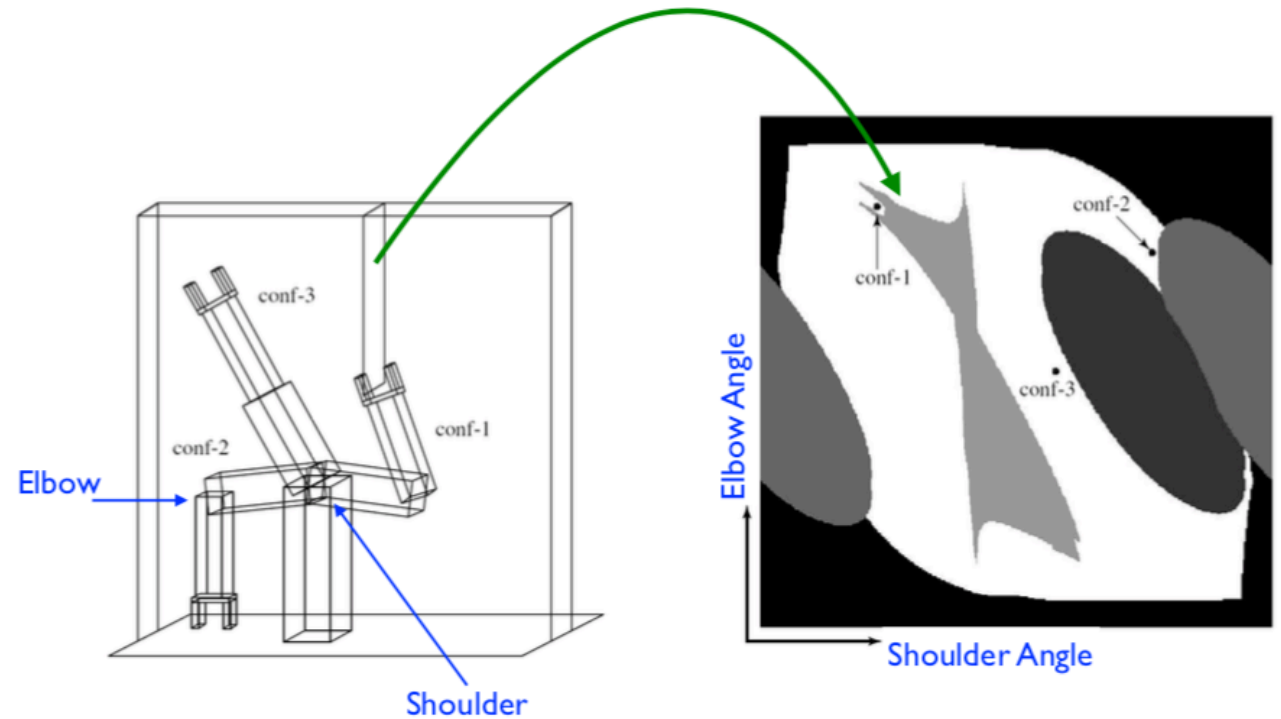 conf-3
conf-1
conf-2
Elbow
Shoulder
conf-2
conf-1
conf-3
Elbow Angle
Shoulder Angle